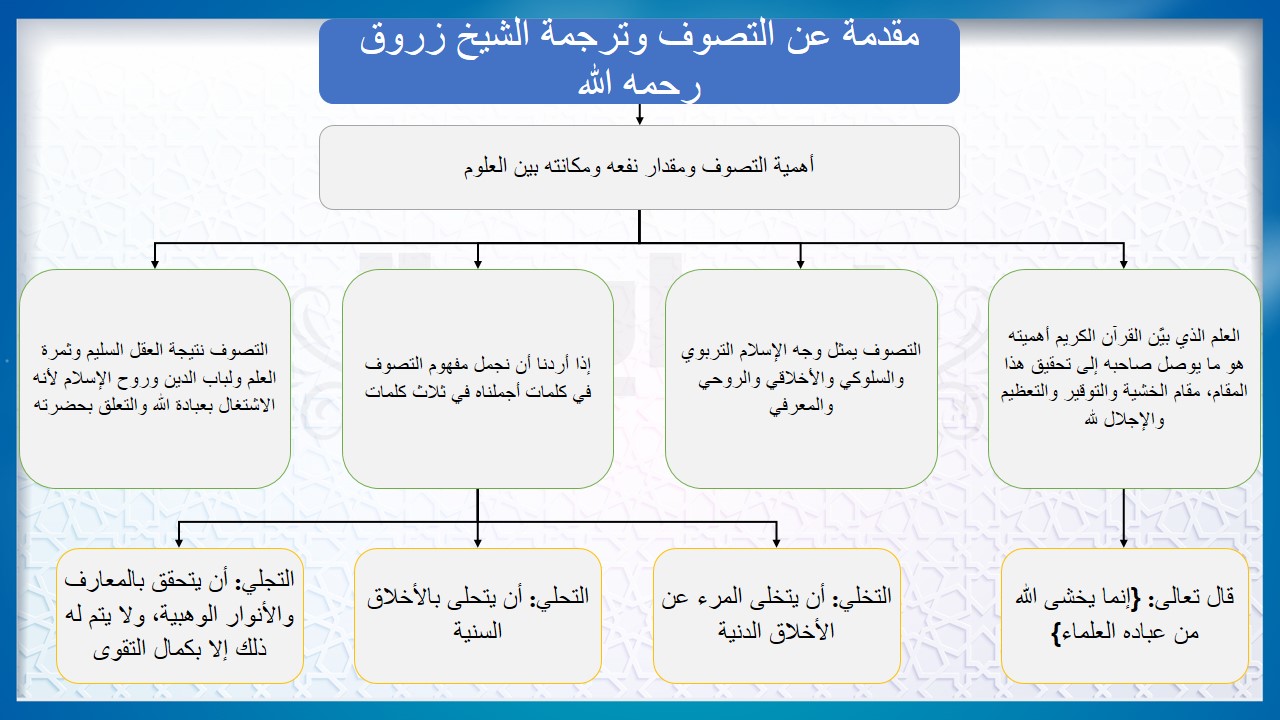 مقدمة عن التصوف وترجمة الشيخ زروق
رحمه الله
أهمية التصوف ومقدار نفعه ومكانته بين العلوم
العلم الذي بيَّن القرآن الكريم أهميته
هو ما يوصل صاحبه إلى تحقيق هذا
المقام، مقام الخشية والتوقير والتعظيم
والإجلال لله
التصوف يمثل وجه الإسلام التربوي
والسلوكي والأخلاقي والروحي
والمعرفي
إذا أردنا أن نجمل مفهوم التصوف
في كلمات أجملناه في ثلاث كلمات
التصوف نتيجة العقل السليم وثمرة
العلم ولباب الدين وروح الإسلام لأنه
الاشتغال بعبادة الله والتعلق بحضرته
قال تعالى: {إنما يخشى الله
من عباده العلماء}
التخلي: أن يتخلى المرء عن
الأخلاق الدنية
التحلي: أن يتحلى بالأخلاق
السنية
التجلي: أن يتحقق بالمعارف
والأنوار الوهبية، ولا يتم له
ذلك إلا بكمال التقوى